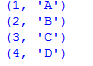 (1, 'A')
(2, 'B')
(3, 'C')
(4, 'D')